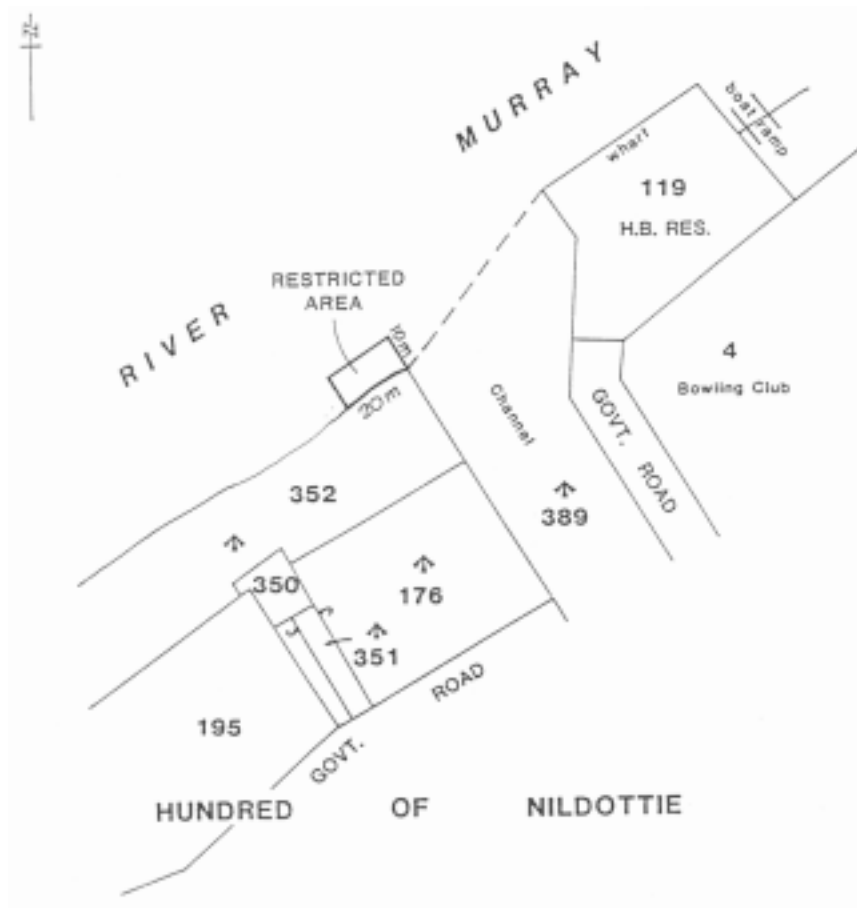 N
MURRAY
boat ramp
wharf
119
H.B. RES.
RESTRICTED
AREA
RIVER
10m
20m
4
Bowling Club
Channel
GOVT. ROAD
352
389
350
176
351
195
GOVT. ROAD
HUNDRED OF NILDOTTIE